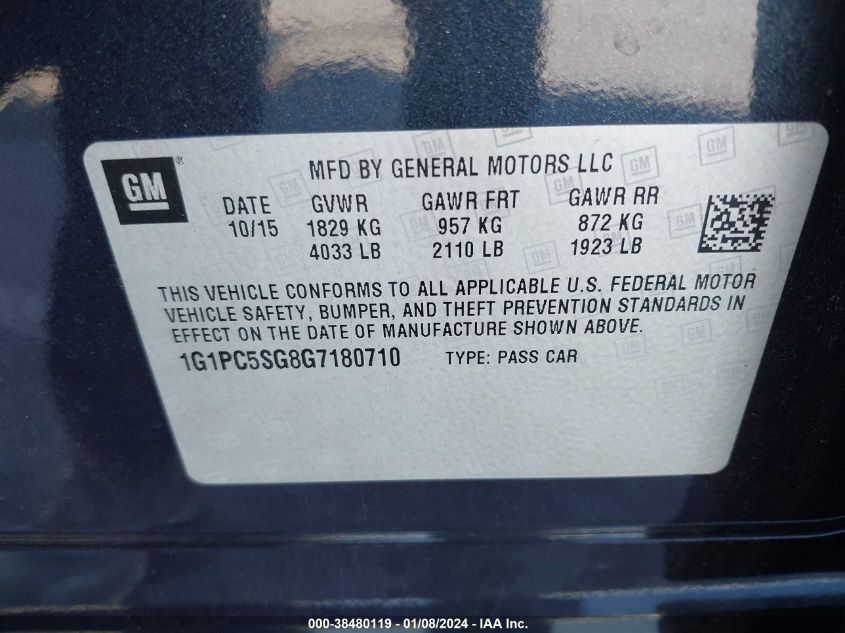 GM
MFD BY GENERAL MOTORS LLC
DATE GVWR GAWR FRT GAWR RR
10/15 1829 KG 957 KG 872 KG
4033 LB 2110 LB 1923 LB
THIS VEHICLE CONFORMS TO ALL APPLICABLE U.S. FEDERAL MOTOR
VEHICLE SAFETY, BUMPER, AND THEFT PREVENTION STANDARDS IN
EFFECT ON THE DATE OF MANUFACTURE SHOWN ABOVE.
1G1PC5SG8G7180710 TYPE: PASS CAR
000-38480119 - 01/08/2024 - IAA Inc.